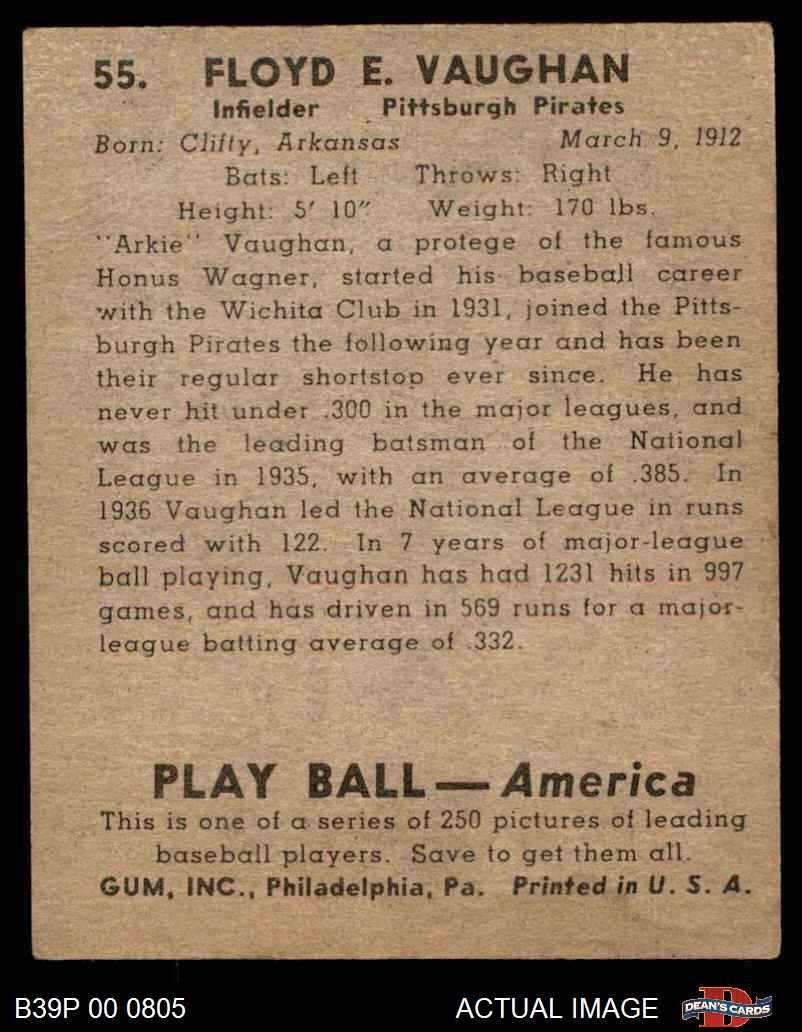 55. FLOYD E. VAUGHAN
Infielder Pittsburgh Pirates
Born: Clifty, Arkansas March 9, 1912
Bats: Left Throws: Right
Height: 5' 10" Weight: 170 lbs.
"Arkie" Vaughan, a protege of the famous
Honus Wagner, started his baseball career
with the Wichita Club in 1931, joined the Pitts-
burgh Pirates the following year and has been
their regular shortstop ever since. He has
never hit under .300 in the major leagues, and
was the leading batsman of the National
League in 1935, with an average of .385. In
1936 Vaughan led the National League in runs
scored with 122. In 7 years of major-league
ball playing, Vaughan has had 1231 hits in 997
games, and has driven in 569 runs for a major-
league batting average of .332.
PLAY BALL — America
This is one of a series of 250 pictures of leading
baseball players. Save to get them all.
GUM, INC., Philadelphia, Pa. Printed in U. S. A.
B39P 00 0805 ACTUAL IMAGE D DEAN'S CARDS